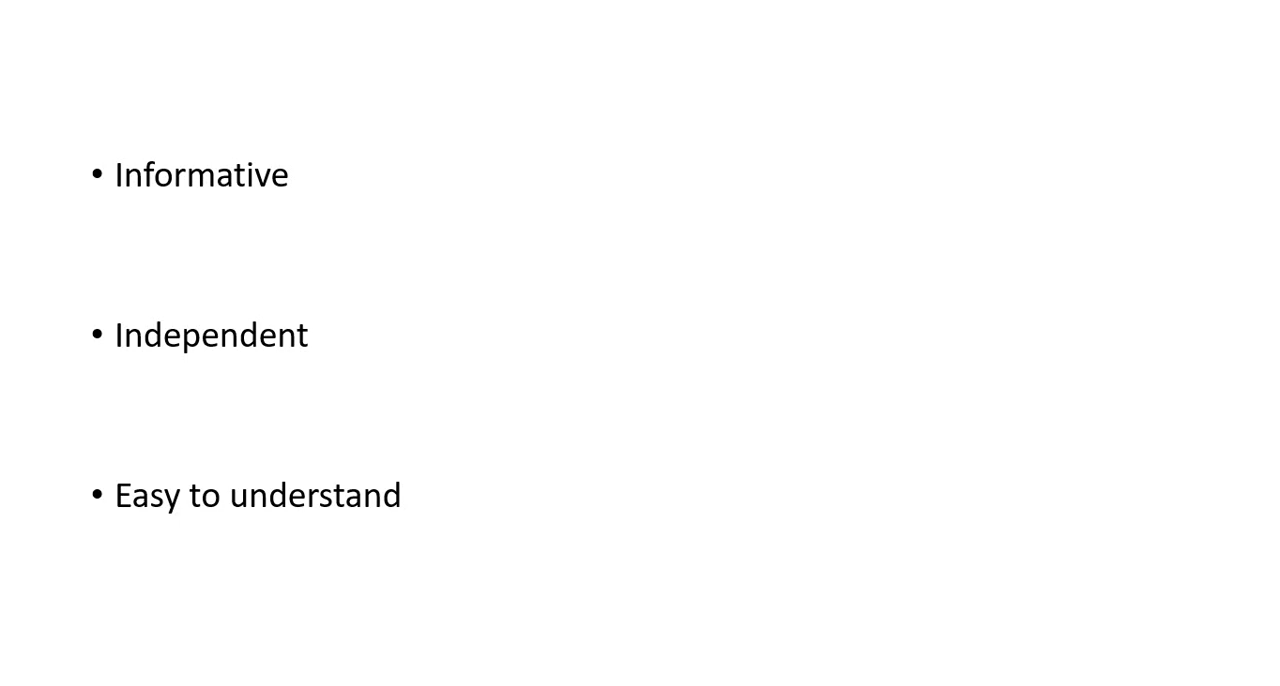 • Informative
• Independent
• Easy to understand